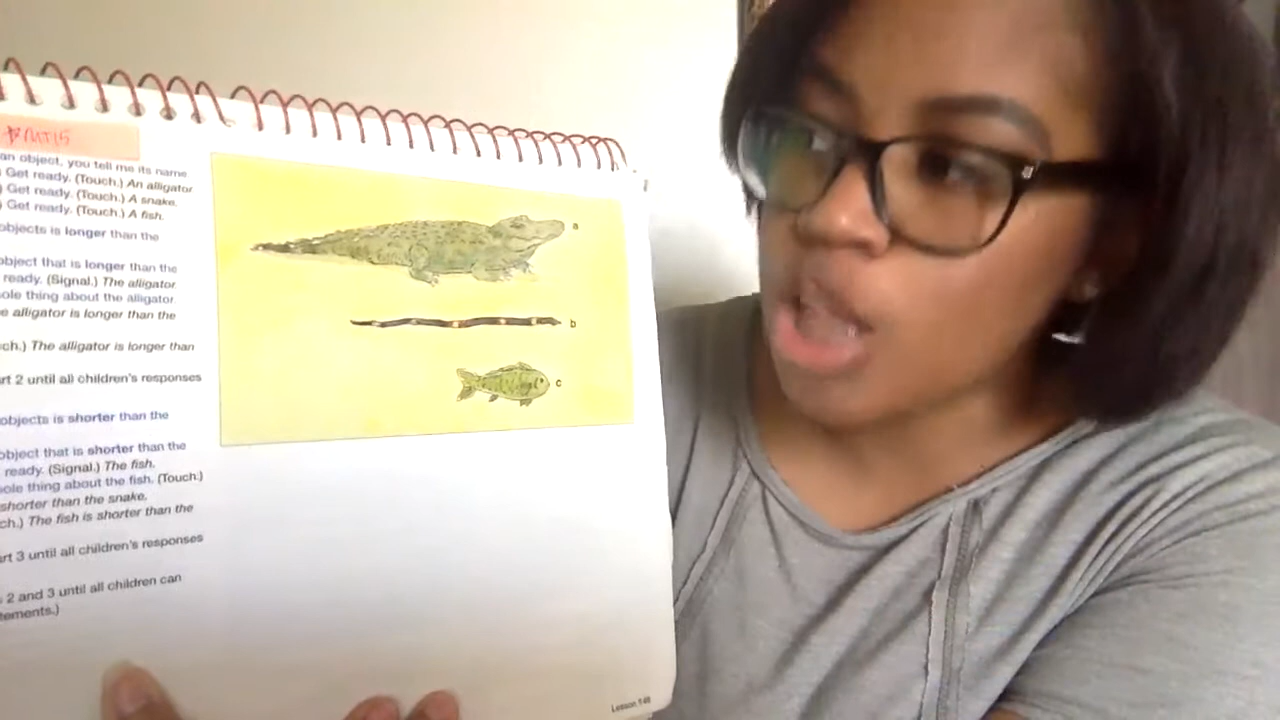 an object, you tell me its name
Get ready. (Touch.) An alligator
) Get ready. (Touch.) A snake.
) Get ready. (Touch.) A fish.
objects is longer than the
object that is longer than the
ready. (Signal.) The alligator
ole thing about the alligator.
e alligator is longer than the
ch.) The alligator is longer than
rt 2 until all children's responses
objects is shorter than the
object that is shorter than the
ready. (Signal.) The fish.
ole thing about the fish. (Touch.)
shorter than the snake.
ch.) The fish is shorter than the
rt 3 until all children's responses
2 and 3 until all children can
tements.)
a
b
c
Lesson